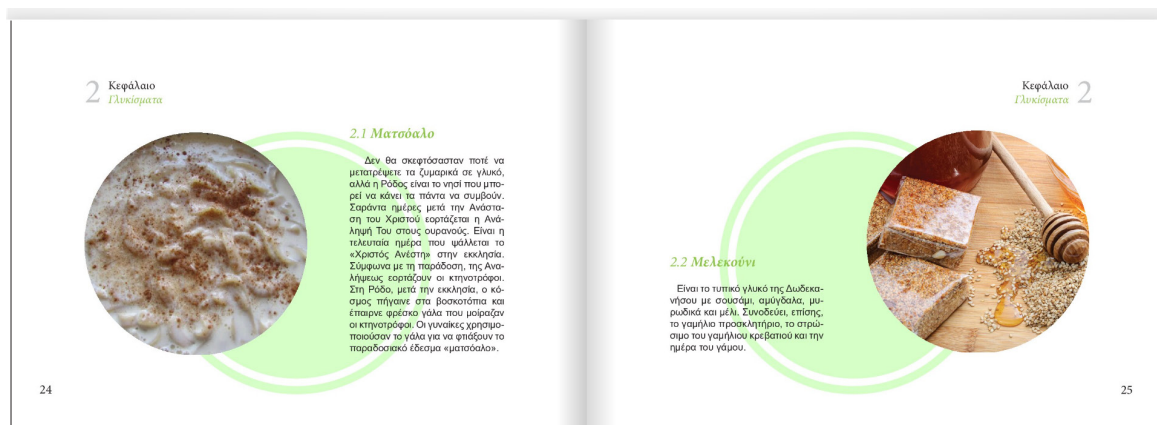 2
Κεφάλαιο
Γλυκίσματα
2.1 Ματσόαλο
Δεν θα σκεφτόσασταν ποτέ να
μετατρέψετε τα ζυμαρικά σε γλυκό,
αλλά η Ρόδος είναι το νησί που μπο-
ρεί να κάνει τα πάντα να συμβούν.
Σαράντα ημέρες μετά την Ανάστα-
ση του Χριστού εορτάζεται η Ανά-
ληψή Του στους ουρανούς. Είναι η
τελευταία ημέρα που ψάλλεται το
«Χριστός Ανέστη» στην εκκλησία.
Σύμφωνα με τη παράδοση, της Ανα-
λήψεως εορτάζουν οι κτηνοτρόφοι.
Στη Ρόδο, μετά την εκκλησία, ο κό-
σμος πήγαινε στα βοσκοτόπια και
έπαιρνε φρέσκο γάλα που μοίραζαν
οι κτηνοτρόφοι. Οι γυναίκες χρησιμο-
ποιούσαν το γάλα για να φτιάξουν το
παραδοσιακό έδεσμα «ματσόαλο».
24
Κεφάλαιο
Γλυκίσματα
2
2.2 Μελεκούνι
Είναι το τυπικό γλυκό της Δωδεκα-
νήσου με σουσάμι, αμύγδαλα, μυ-
ρωδικά και μέλι. Συνοδεύει, επίσης,
το γαμήλιο προσκλητήριο, το στρώ-
σιμο του γαμήλιου κρεβατιού και την
ημέρα του γάμου.
25